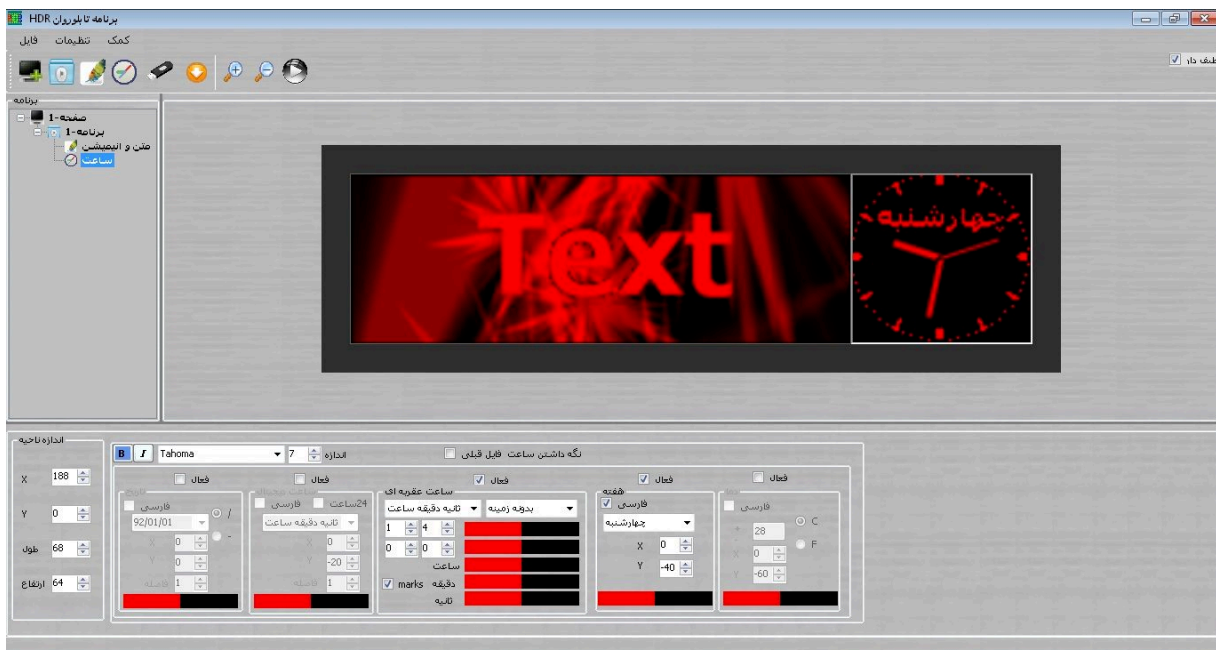 برنامه تابلوروان HDR
فایل تنظیمات کمک
طیف دار
برنامه
صفحه-1
برنامه-1
متن و انیمیشن
ساعت
Text
چهارشنبه
اندازه ناحیه
X 188
Y 0
طول 68
ارتفاع 64
B I Tahoma 7 اندازه
نگه داشتن ساعت فایل قبلی
فعال
تاریخ
فارسی
92/01/01
/
-
X 0
Y 0
فاصله 1
فعال
24ساعت فارسی
ثانیه دقیقه ساعت
X 0
Y -20
فاصله 1
فعال
ساعت عقربه ای
ثانیه دقیقه ساعت
1 4
0 0
ساعت
marks دقیقه
ثانیه
فعال
هفته
فارسی
چهارشنبه
X 0
Y -40
فعال
دما
فارسی
+ 28
C
F
X 0
Y -60